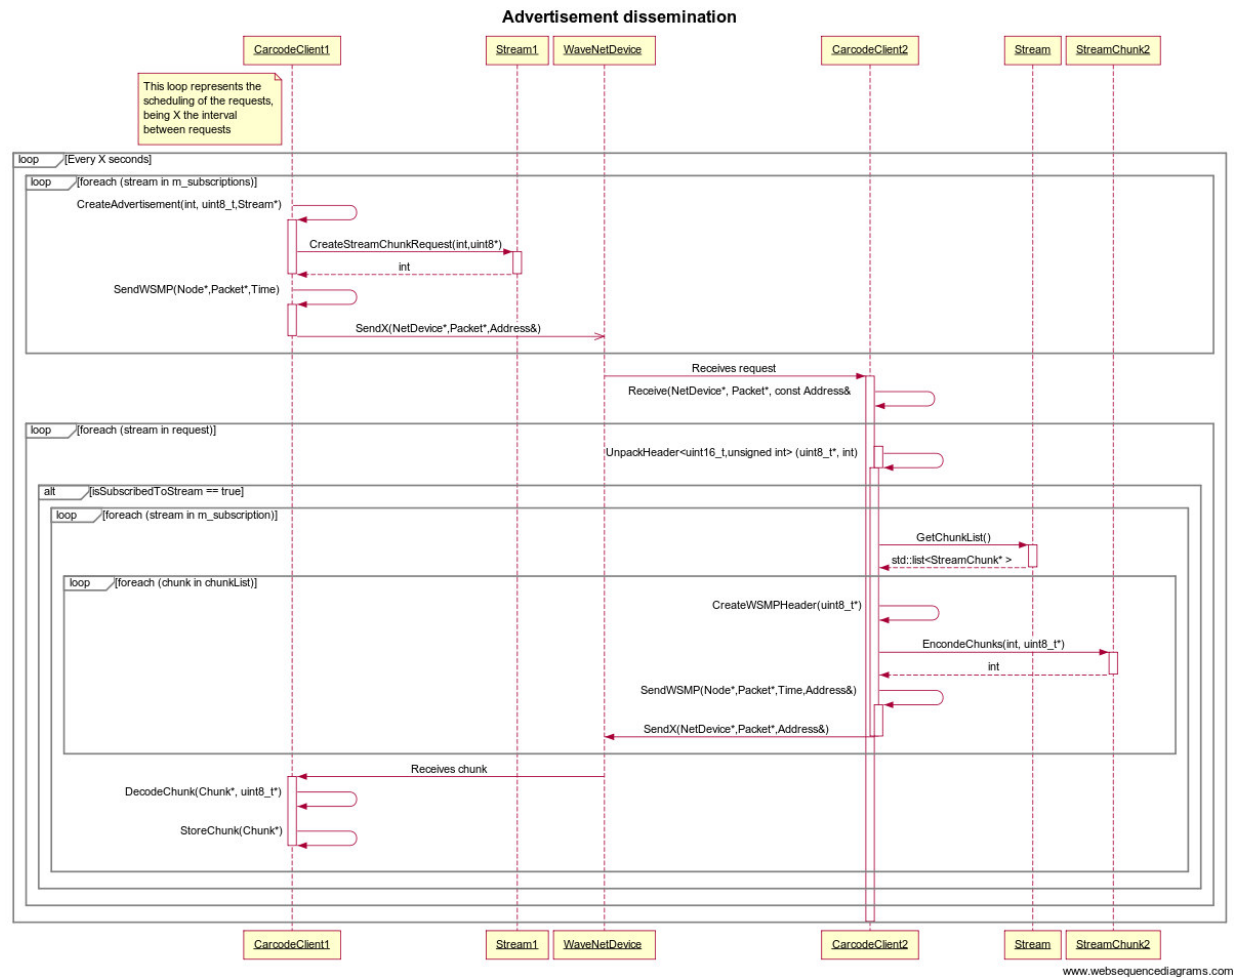 Advertisement dissemination
CarcodeClient1
Stream1
WaveNetDevice
CarcodeClient2
Stream
StreamChunk2
This loop represents the
scheduling of the requests,
being X the interval
between requests
loop
[Every X seconds]
loop
[foreach (stream in m_subscriptions)]
CreateAdvertisement(int, uint8_t,Stream*)
CreateStreamChunkRequest(int,uint8*)
int
SendWSMP(Node*,Packet*,Time)
SendX(NetDevice*,Packet*,Address&)
Receives request
Receive(NetDevice*, Packet*, const Address&
loop
[foreach (stream in request)]
UnpackHeader<uint16_t,unsigned int> (uint8_t*, int)
alt
[isSubscribedToStream == true]
loop
[foreach (stream in m_subscription)]
GetChunkList()
std::list<StreamChunk* >
loop
[foreach (chunk in chunkList)]
CreateWSMPHeader(uint8_t*)
EncondeChunks(int, uint8_t*)
int
SendWSMP(Node*,Packet*,Time,Address&)
SendX(NetDevice*,Packet*,Address&)
Receives chunk
DecodeChunk(Chunk*, uint8_t*)
StoreChunk(Chunk*)
CarcodeClient1
Stream1
WaveNetDevice
CarcodeClient2
Stream
StreamChunk2
www.websequencediagrams.com